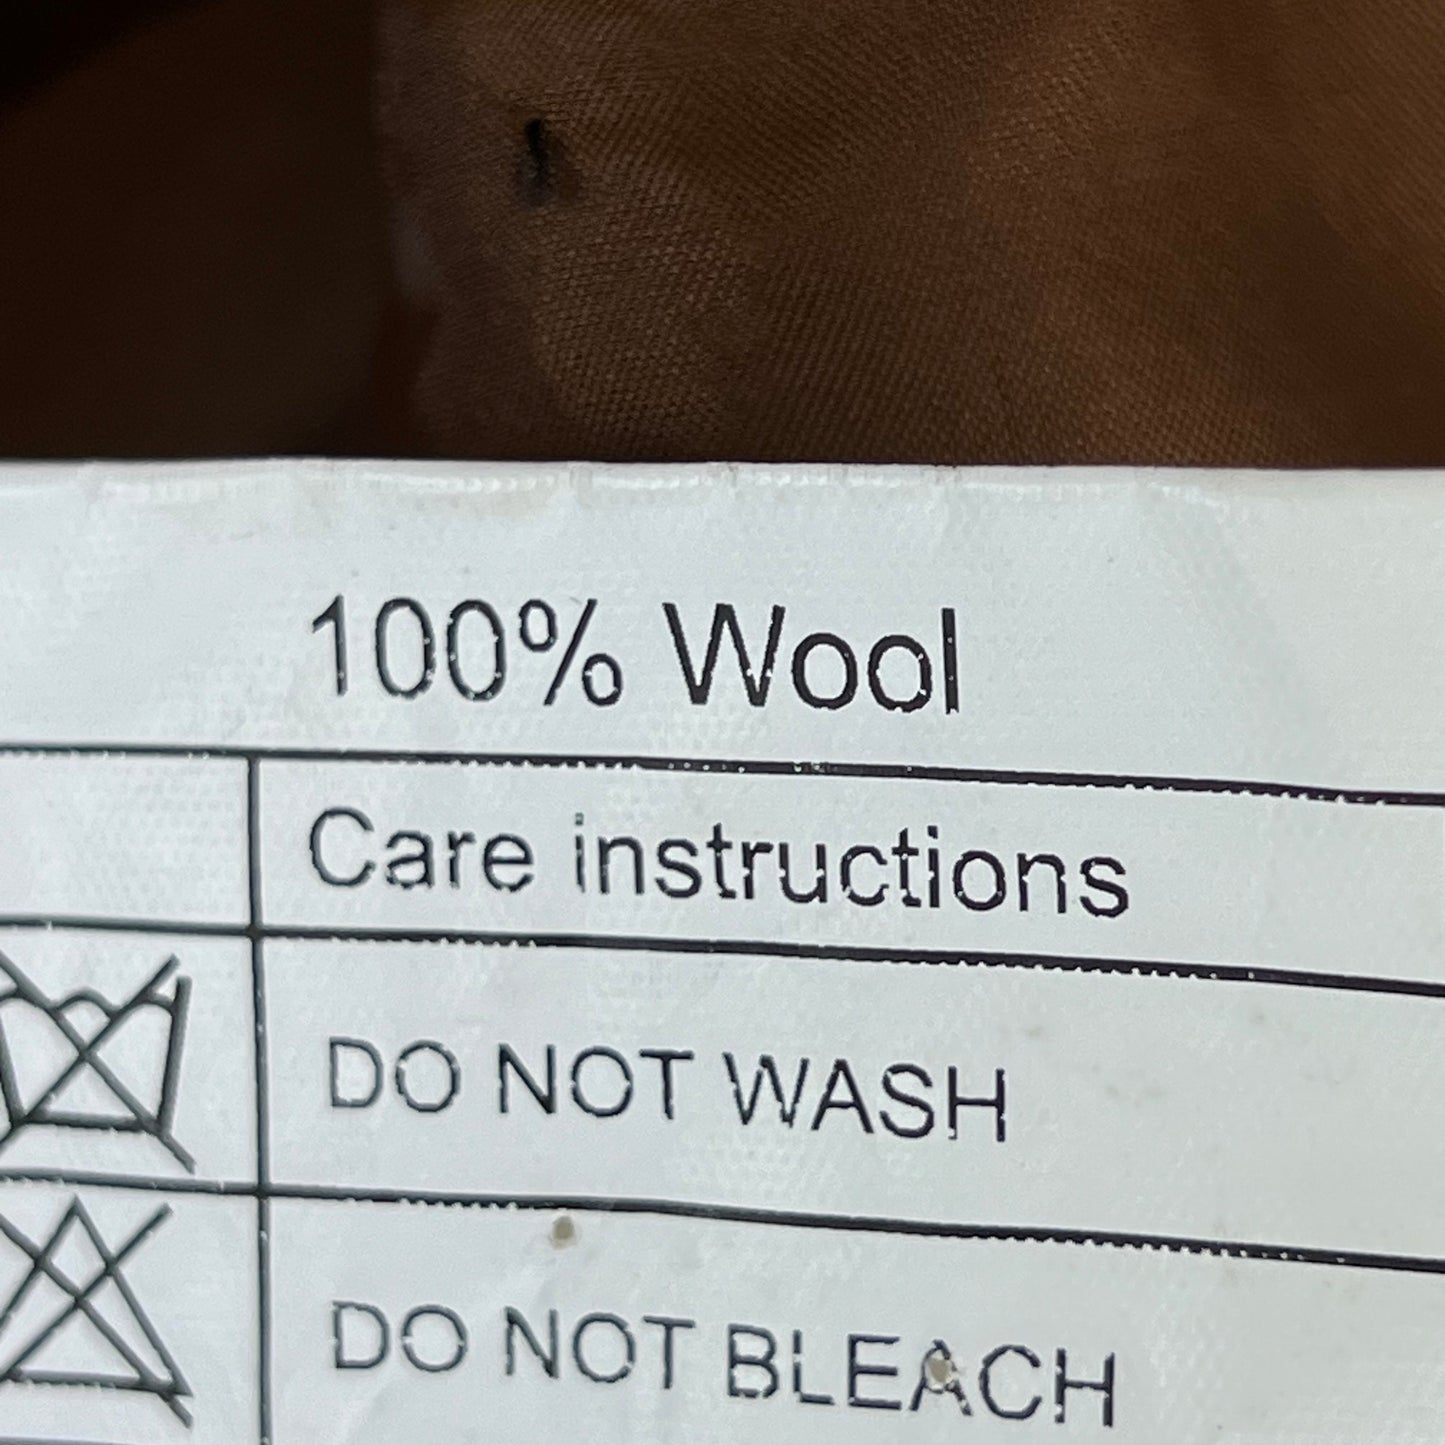 100% Wool
Care instructions
DO NOT WASH
DO NOT BLEACH